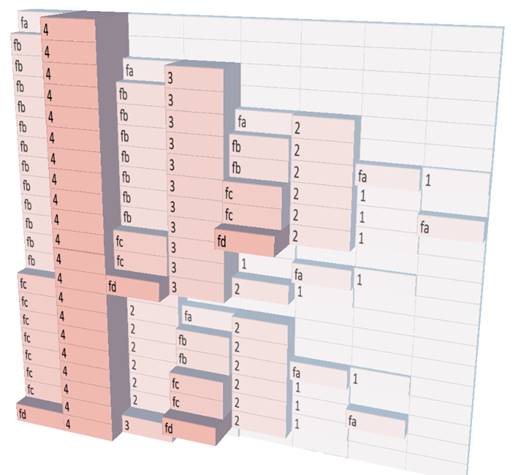 fa 4
fb 4
fb 4 fa 3
fb 4 fb 3
fb 4 fb 3 fa 2
fb 4 fb 3 fb 2
fb 4 fb 3 fb 2 fa 1
fb 4 fb 3 fc 2 1
fb 4 fb 3 fc 2 1 fa
fb 4 fb 3 fd 2 1
fb 4 fc 3 1 fa 1
fb 4 fc 3 2 1
fc 4 fd 3
fc 4 2 fa 2
fc 4 2 fb 2
fc 4 2 fb 2 fa 1
fc 4 2 fc 2 1
fc 4 2 fc 2 1 fa
fd 4 3 fd 2 1